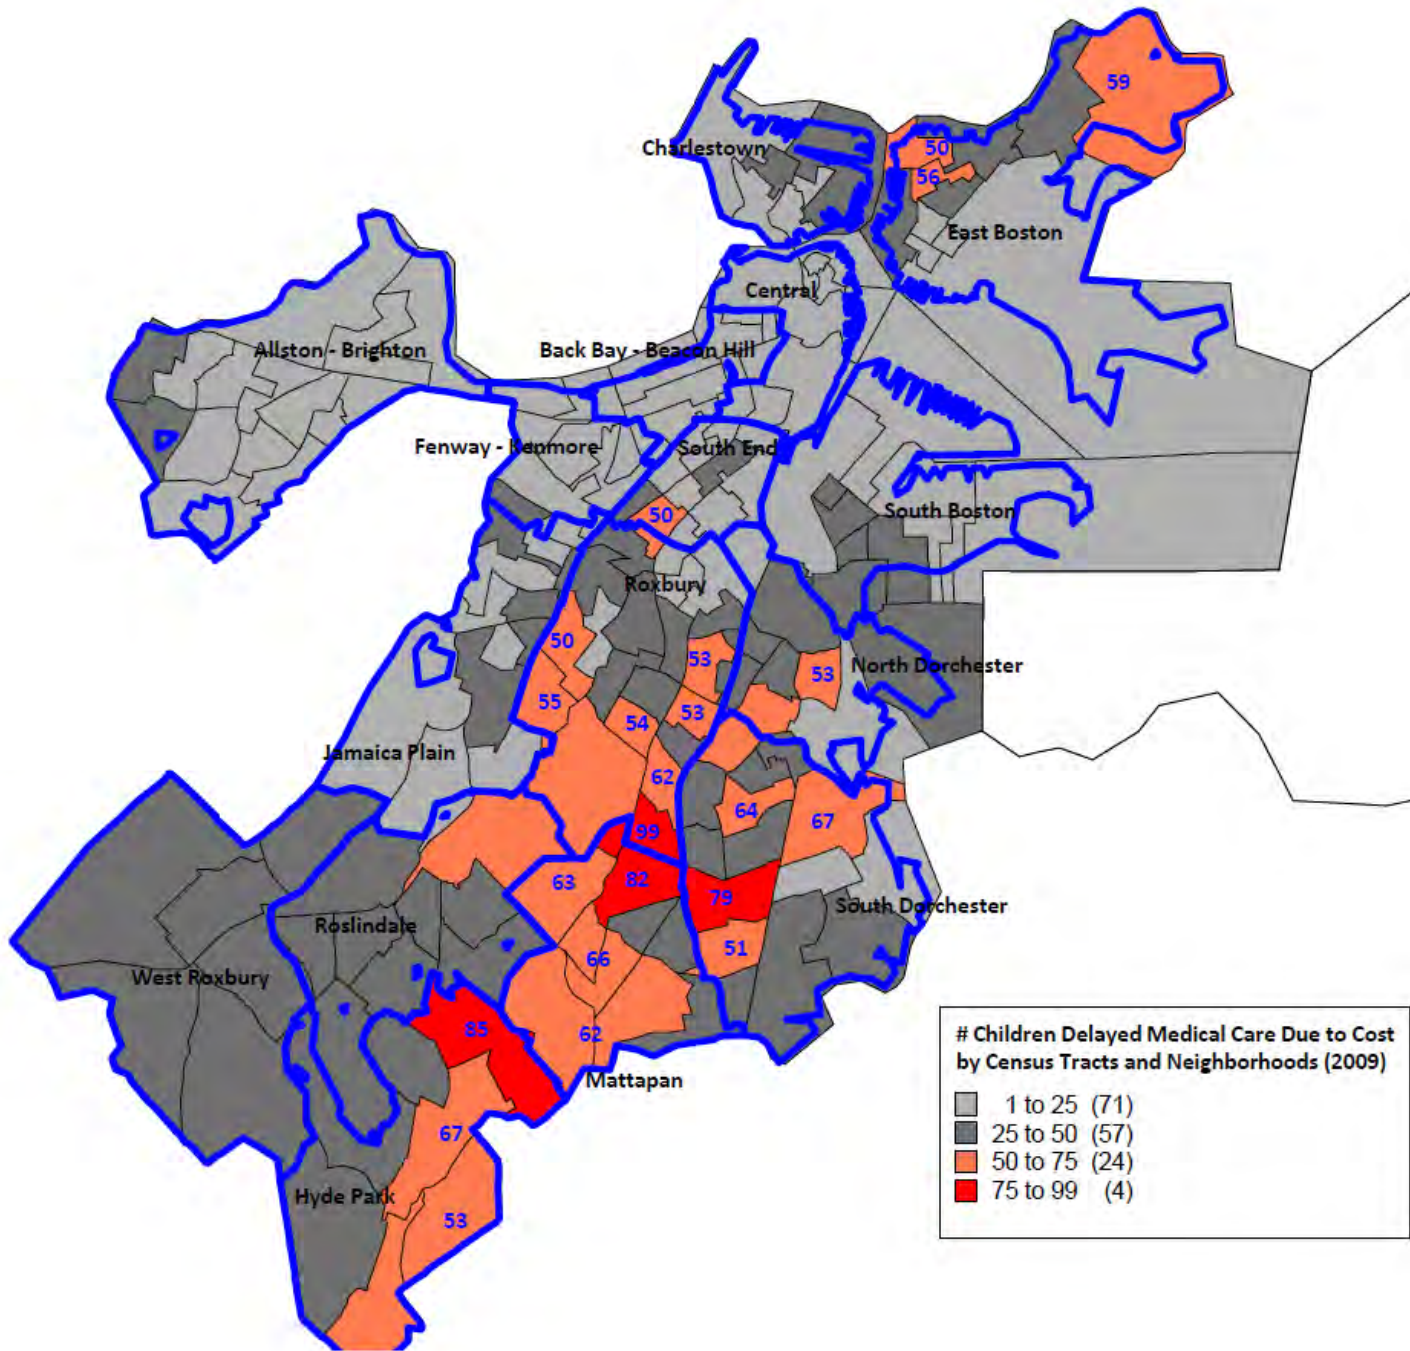 59
Charlestown
50
56
East Boston
Central
Allston - Brighton
Back Bay - Beacon Hill
Fenway - Kenmore
South End
50
South Boston
Roxbury
50
53
53
North Dorchester
55
54
53
Jamaica Plain
62
64
67
99
63
82
79
South Dorchester
Roslindale
51
66
West Roxbury
85
62
Mattapan
67
Hyde Park
53
# Children Delayed Medical Care Due to Cost
by Census Tracts and Neighborhoods (2009)
1 to 25 (71)
25 to 50 (57)
50 to 75 (24)
75 to 99 (4)